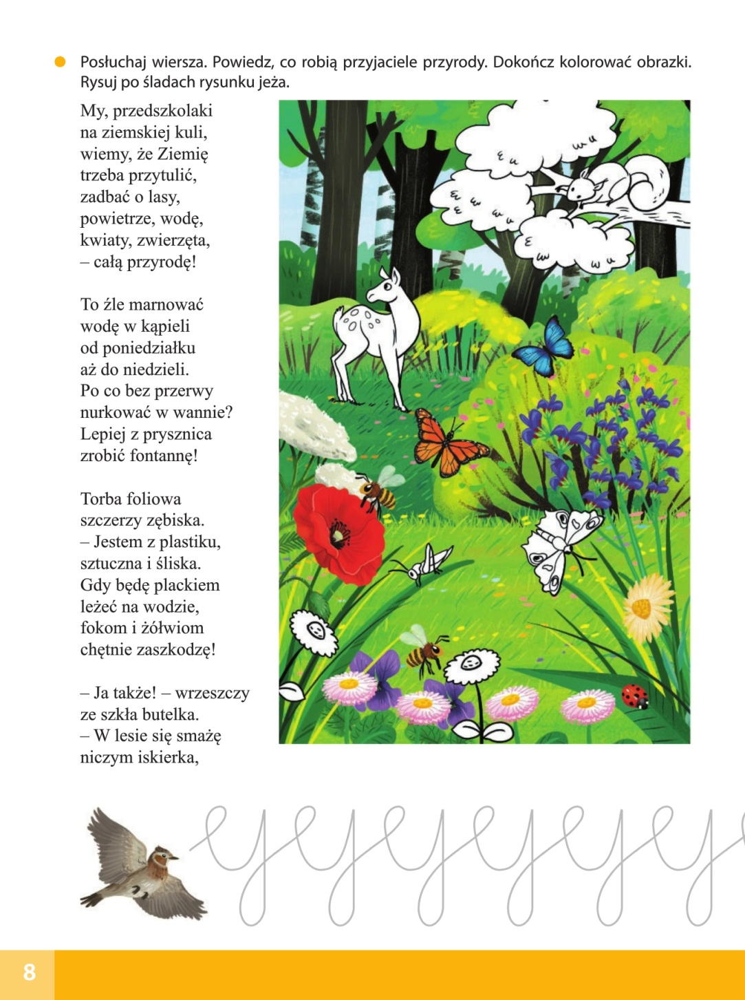 Posłuchaj wiersza. Powiedz, co robią przyjaciele przyrody. Dokończ kolorować obrazki.
Rysuj po śladach rysunku jeża.
My, przedszkolaki
na ziemskiej kuli,
wiemy, że Ziemię
trzeba przytulić,
zadbać o lasy,
powietrze, wodę,
kwiaty, zwierzęta,
– całą przyrodę!
To źle marnować
wodę w kąpieli
od poniedziałku
aż do niedzieli.
Po co bez przerwy
nurkować w wannie?
Lepiej z prysznica
zrobić fontannę!
Torba foliowa
szczerzy zębiska.
– Jestem z plastiku,
sztuczna i śliska.
Gdy będę plackiem
leżeć na wodzie,
fokom i żółwiom
chętnie zaszkodzę!
– Ja także! – wrzeszczy
ze szkła butelka.
– W lesie się smażę
niczym iskierka,
8